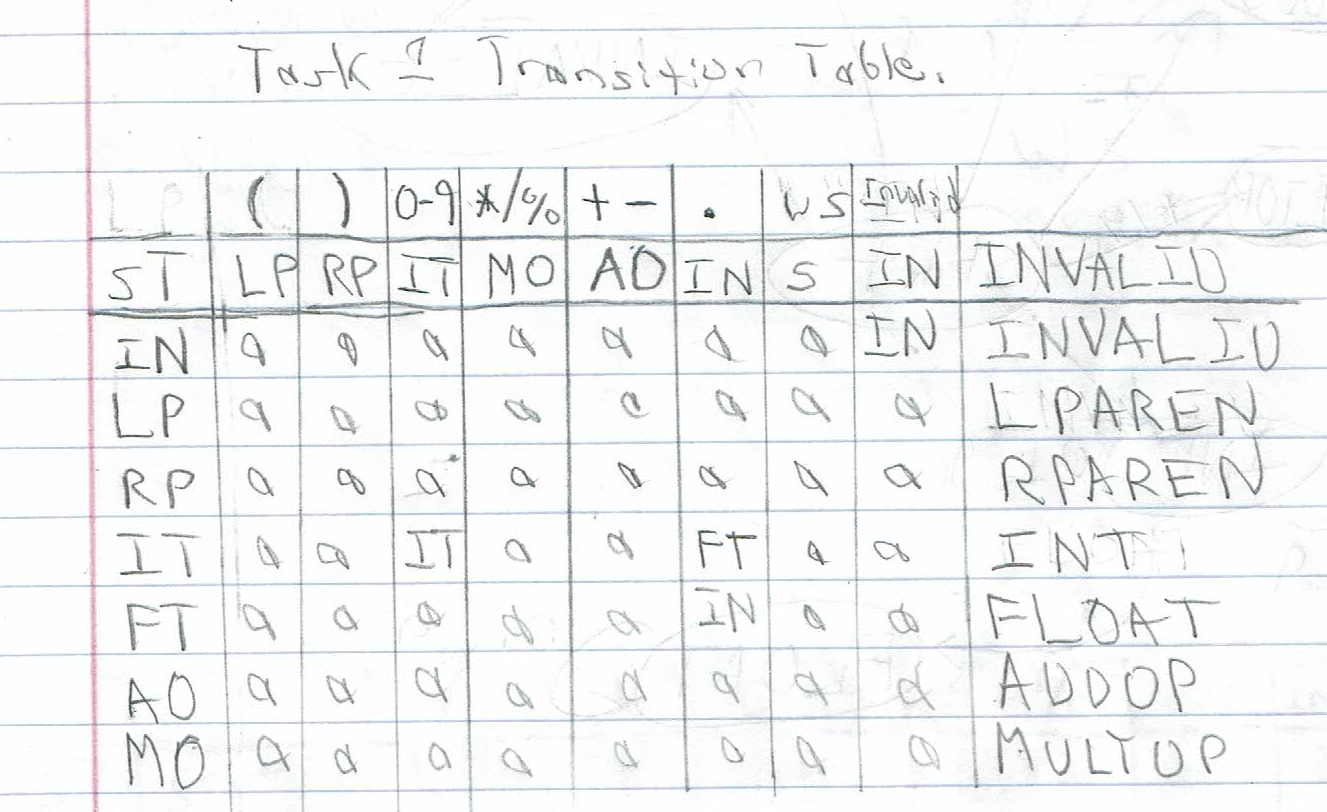 Task 1 Transition Table.
LP ( ) 0-9 */% + - . WS Invalid
ST LP RP IT MO AO IN S IN INVALID
IN a a a a a a a IN INVALID
LP a a a a a a a a LPAREN
RP a a a a a a a a RPAREN
IT a a IT a a FT a a INT
FT a a a a a IN a a FLOAT
AO a a a a a a a a ADDOP
MO a a a a a a a a MULTOP